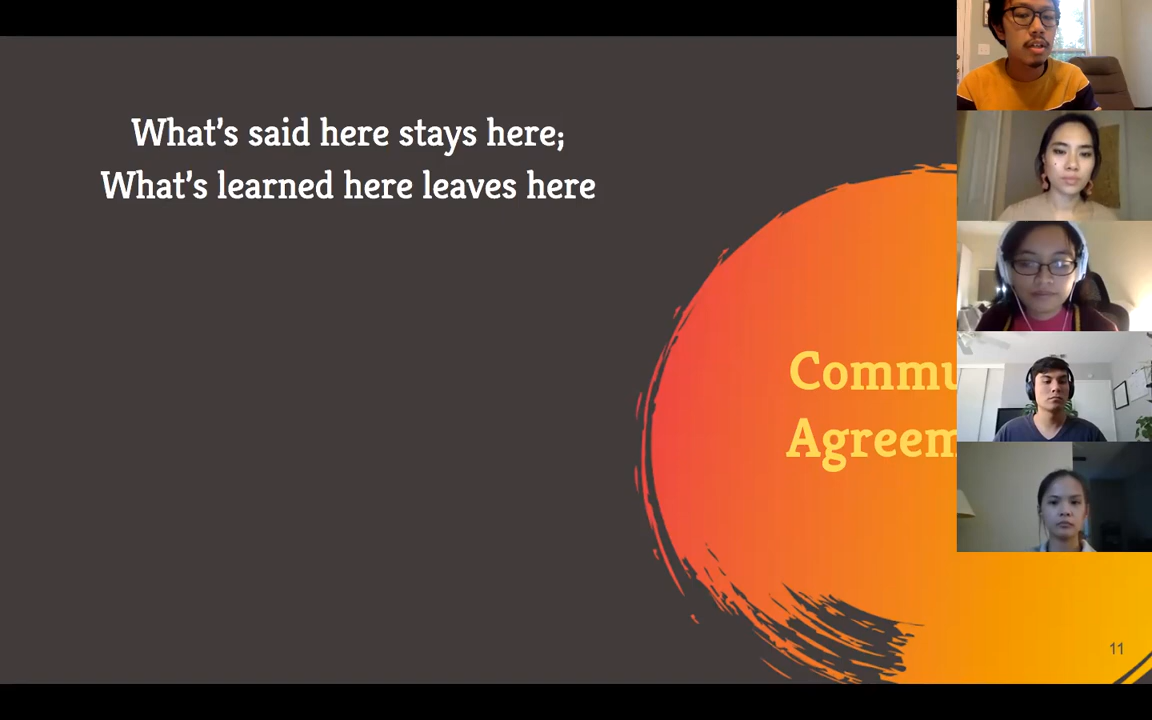 What's said here stays here;
What's learned here leaves here
Commu
Agreem
11